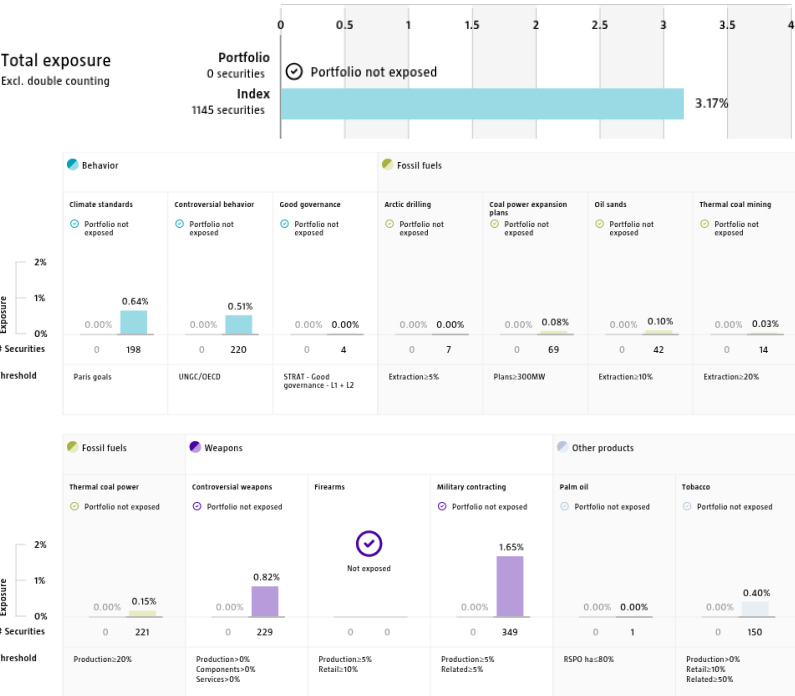 0 0.5 1 1.5 2 2.5 3 3.5 4
Total exposure
Excl. double counting
Portfolio
0 securities
Portfolio not exposed
Index
1145 securities
3.17%
Behavior
Fossil fuels
Climate standards
Controversial behavior
Good governance
Arctic drilling
Coal power expansion
plans
Oil sands
Thermal coal mining
Portfolio not
exposed
Portfolio not
exposed
Portfolio not
exposed
Portfolio not
exposed
Portfolio not
exposed
Portfolio not
exposed
Portfolio not
exposed
2%
1%
0%
Exposure
0.00% 0.64% 0.00% 0.51% 0.00% 0.00% 0.00% 0.00% 0.00% 0.08% 0.00% 0.10% 0.00% 0.03%
# Securities 0 198 0 220 0 4 0 7 0 69 0 42 0 14
hreshold
Paris goals
UNGC/OECD
STRAT - Good
governance - L1 + L2
Extraction≥5%
Plans≥300MW
Extraction≥10%
Extraction≥20%
Fossil fuels
Weapons
Other products
Thermal coal power
Controversial weapons
Firearms
Military contracting
Palm oil
Tobacco
Portfolio not exposed
Portfolio not exposed
Not exposed
Portfolio not exposed
Portfolio not exposed
Portfolio not exposed
2%
1%
0%
Exposure
0.00% 0.15% 0.00% 0.82% 0.00% 1.65% 0.00% 0.00% 0.00% 0.40%
# Securities 0 221 0 229 0 0 0 349 0 1 0 150
hreshold
Production≥20%
Production>0%
Components>0%
Services>0%
Production≥5%
Retail≥10%
Production≥5%
Related≥5%
RSPO ha≤80%
Production>0%
Retail≥10%
Related≥50%